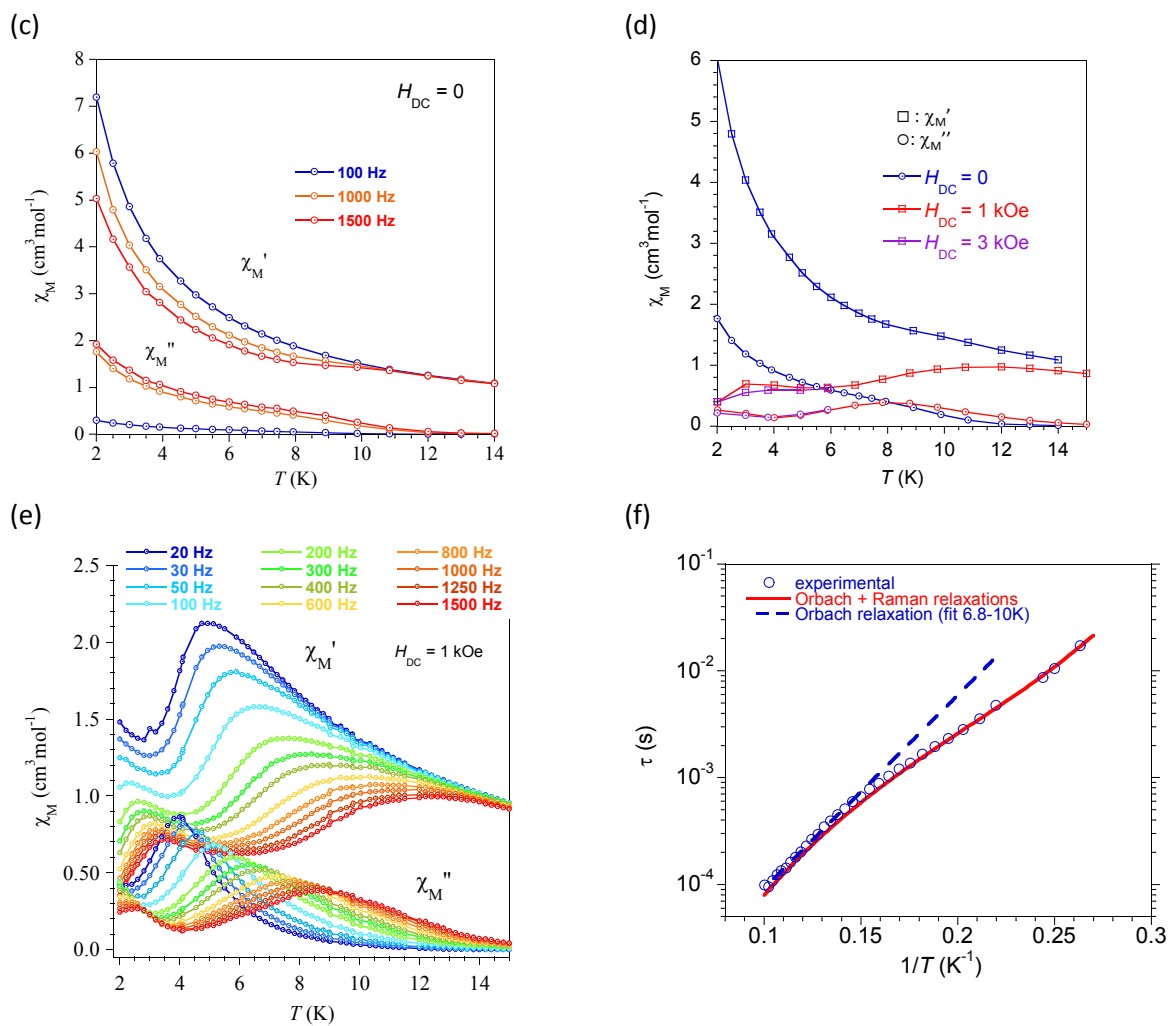 (c)
8
7
6
5
4
3
2
1
0
χM (cm³mol⁻¹)
HDC = 0
100 Hz
1000 Hz
1500 Hz
χM'
χM"
2 4 6 8 10 12 14
T (K)
(d)
6
5
4
3
2
1
0
χM (cm³mol⁻¹)
□ : χM'
○ : χM''
HDC = 0
HDC = 1 kOe
HDC = 3 kOe
2 4 6 8 10 12 14
T (K)
(e)
20 Hz 200 Hz 800 Hz
30 Hz 300 Hz 1000 Hz
50 Hz 400 Hz 1250 Hz
100 Hz 600 Hz 1500 Hz
2.5
2.0
1.5
1.0
0.50
0.0
χM (cm³mol⁻¹)
χM'
HDC = 1 kOe
χM"
2 4 6 8 10 12 14
T (K)
(f)
10⁻¹
10⁻²
10⁻³
10⁻⁴
τ (s)
experimental
Orbach + Raman relaxations
Orbach relaxation (fit 6.8-10K)
0.1 0.15 0.2 0.25 0.3
1/T (K⁻¹)